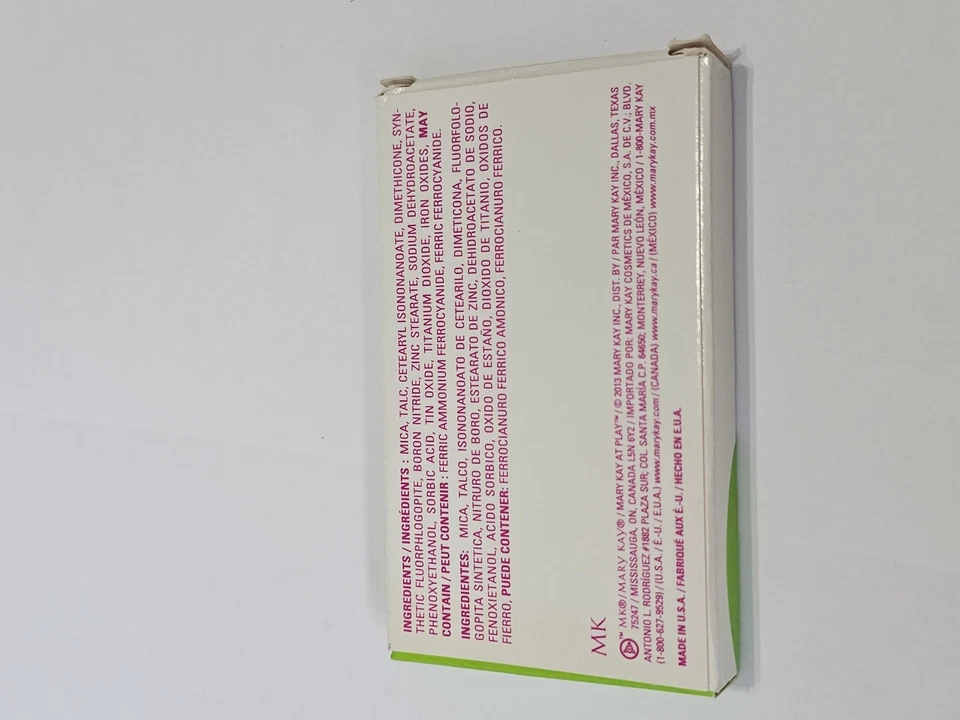 INGREDIENTS / INGRÉDIENTS : MICA, TALC, CETEARYL ISONONANOATE, DIMETHICONE, SYN-
THETIC FLUORPHLOGOPITE, BORON NITRIDE, ZINC STEARATE, SODIUM DEHYDROACETATE,
PHENOXYETHANOL, SORBIC ACID, TIN OXIDE, TITANIUM DIOXIDE, IRON OXIDES, MAY
CONTAIN / PEUT CONTENIR : FERRIC AMMONIUM FERROCYANIDE, FERRIC FERROCYANIDE.
INGREDIENTES: MICA, TALCO, ISONONANOATO DE CETEARILO, DIMETICONA, FLUORFOLO-
GOPITA SINTETICA, NITRURO DE BORO, ESTEARATO DE ZINC, DEHIDROACETATO DE SODIO,
FENOXIETANOL, ACIDO SORBICO, OXIDO DE ESTAÑO, DIOXIDO DE TITANIO, OXIDOS DE
FIERRO, PUEDE CONTENER: FERROCIANURO FERRICO AMONICO, FERROCIANURO FERRICO.
MK
™ MK® / MARY KAY® / MARY KAY AT PLAY™ / © 2013 MARY KAY INC., DIST. BY / PAR MARY KAY INC., DALLAS, TEXAS
75247 / MISSISSAUGA, ON, CANADA L5N 6Y2 / IMPORTADO POR: MARY KAY COSMETICS DE MÉXICO, S.A. DE C.V.; BLVD.
ANTONIO L. RODRÍGUEZ #1882 PLAZA SUR; COL. SANTA MARÍA C.P. 64650; MONTERREY, NUEVO LEÓN, MÉXICO / 1-800-MARY KAY
(1-800-627-9529) / (U.S.A. / É.-U. / E.U.A.) www.marykay.com / (CANADA) www.marykay.ca / (MÉXICO) www.marykay.com.mx
MADE IN U.S.A. / FABRIQUÉ AUX É.-U. / HECHO EN E.U.A.